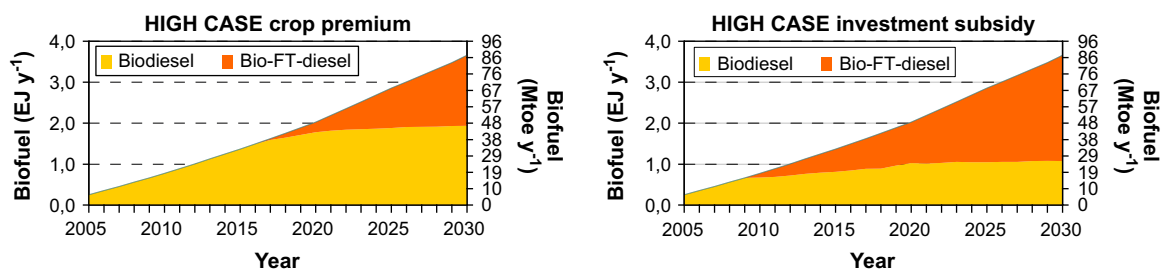 HIGH CASE crop premium
Biofuel (EJ y⁻¹)
4,0
3,0
2,0
1,0
0,0
Biodiesel
Bio-FT-diesel
96
86
77
67
58
48
38
29
19
10
0
Biofuel
(Mtoe y⁻¹)
2005 2010 2015 2020 2025 2030
Year
HIGH CASE investment subsidy
Biofuel (EJ y⁻¹)
4,0
3,0
2,0
1,0
0,0
Biodiesel
Bio-FT-diesel
96
86
77
67
58
48
38
29
19
10
0
Biofuel
(Mtoe y⁻¹)
2005 2010 2015 2020 2025 2030
Year